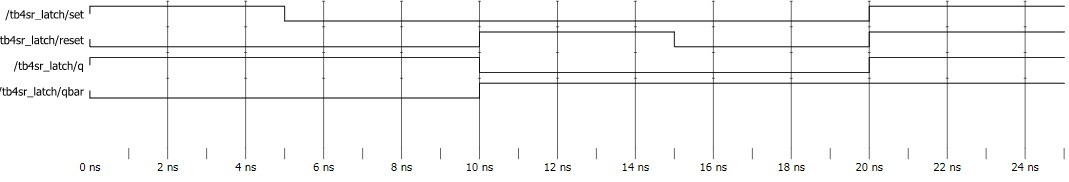 /tb4sr_latch/set
tb4sr_latch/reset
/tb4sr_latch/q
/tb4sr_latch/qbar
0 ns 2 ns 4 ns 6 ns 8 ns 10 ns 12 ns 14 ns 16 ns 18 ns 20 ns 22 ns 24 ns